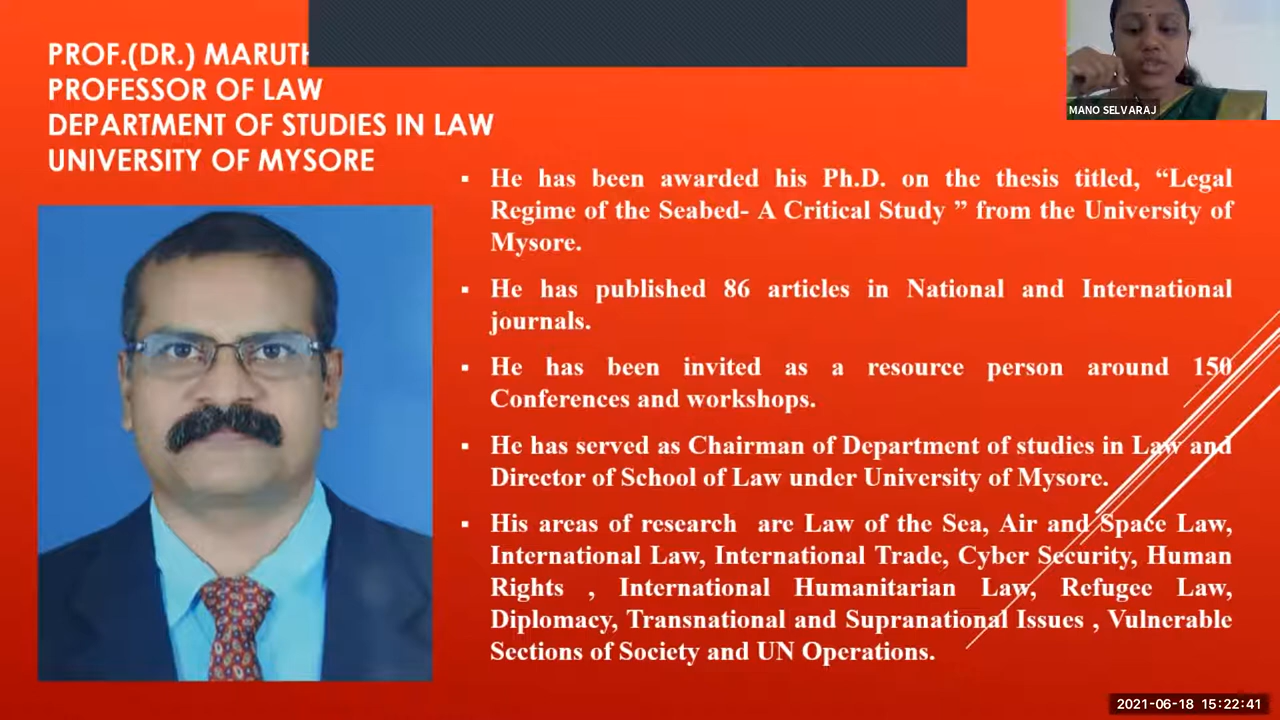 PROF.(DR.) MARUTH
PROFESSOR OF LAW
DEPARTMENT OF STUDIES IN LAW
UNIVERSITY OF MYSORE
MANO SELVARAJ
▪ He has been awarded his Ph.D. on the thesis titled, “Legal
Regime of the Seabed- A Critical Study ” from the University of
Mysore.
▪ He has published 86 articles in National and International
journals.
▪ He has been invited as a resource person around 150
Conferences and workshops.
▪ He has served as Chairman of Department of studies in Law and
Director of School of Law under University of Mysore.
▪ His areas of research are Law of the Sea, Air and Space Law,
International Law, International Trade, Cyber Security, Human
Rights , International Humanitarian Law, Refugee Law,
Diplomacy, Transnational and Supranational Issues , Vulnerable
Sections of Society and UN Operations.
2021-06-18 15:22:41